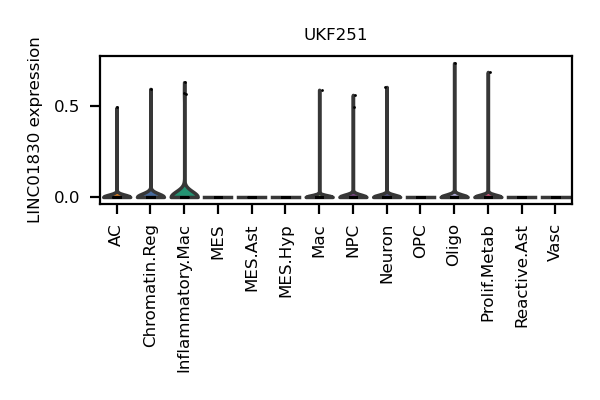 UKF251
LINC01830 expression
0.5
0.0
AC
Chromatin.Reg
Inflammatory.Mac
MES
MES.Ast
MES.Hyp
Mac
NPC
Neuron
OPC
Oligo
Prolif.Metab
Reactive.Ast
Vasc